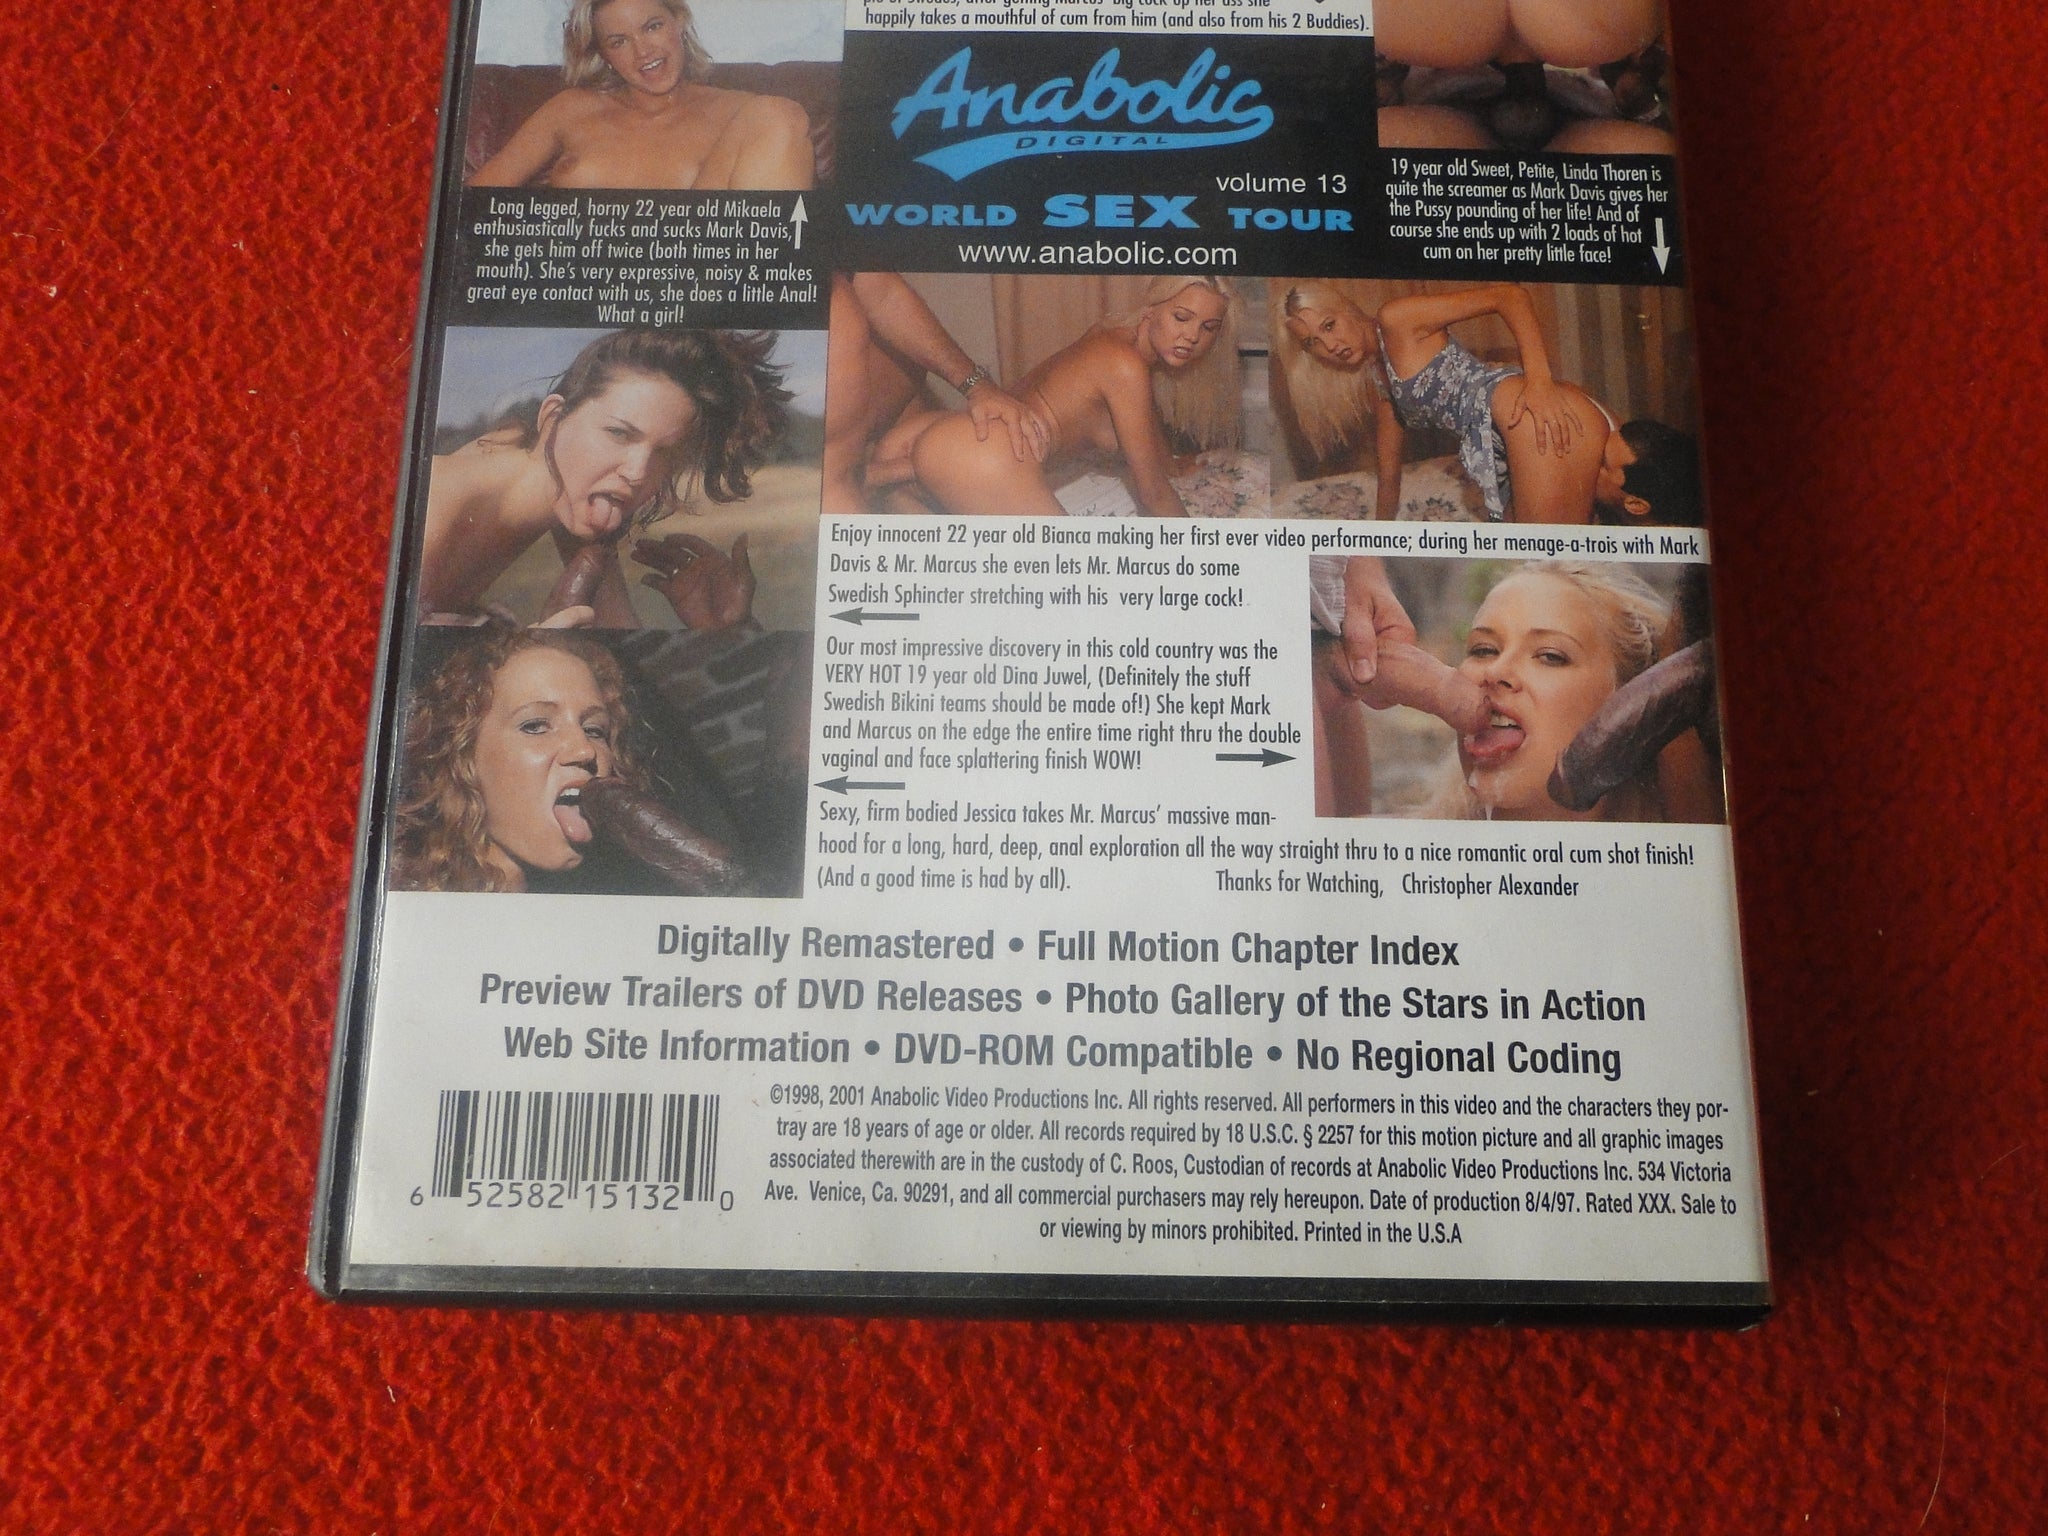 happily takes a mouthful of cum from him (and also from his 2 Buddies).
Anabolic
DIGITAL
volume 13
WORLD SEX TOUR
www.anabolic.com
Long legged, horny 22 year old Mikaela
enthusiastically fucks and sucks Mark Davis,
she gets him off twice (both times in her
mouth). She's very expressive, noisy & makes
great eye contact with us, she does a little Anal!
What a girl!
19 year old Sweet, Petite, Linda Thoren is
quite the screamer as Mark Davis gives her
the Pussy pounding of her life! And of
course she ends up with 2 loads of hot
cum on her pretty little face!
Enjoy innocent 22 year old Bianca making her first ever video performance; during her menage-a-trois with Mark
Davis & Mr. Marcus she even lets Mr. Marcus do some
Swedish Sphincter stretching with his very large cock!
Our most impressive discovery in this cold country was the
VERY HOT 19 year old Dina Juwel, (Definitely the stuff
Swedish Bikini teams should be made of!) She kept Mark
and Marcus on the edge the entire time right thru the double
vaginal and face splattering finish WOW!
Sexy, firm bodied Jessica takes Mr. Marcus' massive man-
hood for a long, hard, deep, anal exploration all the way straight thru to a nice romantic oral cum shot finish!
(And a good time is had by all). Thanks for Watching, Christopher Alexander
Digitally Remastered • Full Motion Chapter Index
Preview Trailers of DVD Releases • Photo Gallery of the Stars in Action
Web Site Information • DVD-ROM Compatible • No Regional Coding
©1998, 2001 Anabolic Video Productions Inc. All rights reserved. All performers in this video and the characters they por-
tray are 18 years of age or older. All records required by 18 U.S.C. § 2257 for this motion picture and all graphic images
associated therewith are in the custody of C. Roos, Custodian of records at Anabolic Video Productions Inc. 534 Victoria
Ave. Venice, Ca. 90291, and all commercial purchasers may rely hereupon. Date of production 8/4/97. Rated XXX. Sale to
or viewing by minors prohibited. Printed in the U.S.A
6 52582 15132 0